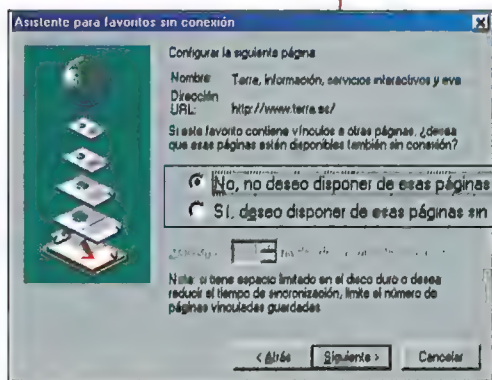 Asistente para favoritos sin conexión
Configurar la siguiente página
Nombre Terra, información, servicios interactivos y eve
Dirección
URL: http://www.terra.es/
Si este favorito contiene vínculos a otras páginas, ¿desea
que esas páginas estén disponibles también sin conexión?
No, no deseo disponer de esas páginas
Sí, deseo disponer de esas páginas sin
Nota: si tiene espacio limitado en el disco duro o desea
reducir el tiempo de sincronización, limite el número de
páginas vinculadas guardadas
< Atrás Siguiente > Cancelar